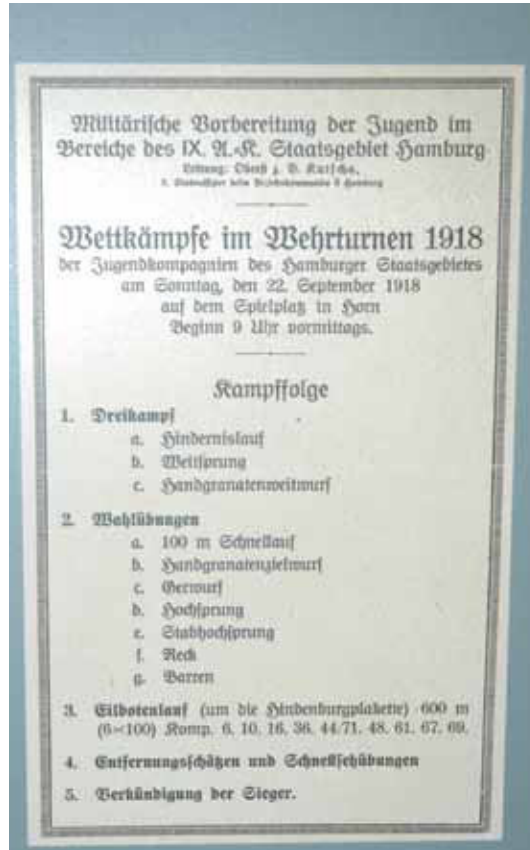 Militärische Vorbereitung der Jugend im
Bereiche des IX. A.-K. Staatsgebiet Hamburg
Leitung: Oberst z. D.
Wettkämpfe im Wehrturnen 1918
der Jugendkompagnien des Hamburger Staatsgebietes
am Sonntag, den 22. September 1918
auf dem Spielplatz in Horn
Beginn 9 Uhr vormittags.
Kampffolge
1. Dreikampf
a. Hindernislauf
b. Weitsprung
c. Handgranatenweitwurf
2. Wahlübungen
a. 100 m Schnellauf
b. Handgranatenzielwurf
c. Gerwurf
d. Hochsprung
e. Stabhochsprung
f. Reck
g. Barren
3. Eilbotenlauf (um die Hindenburgplakette) 600 m
(6×100) Komp. 6. 10. 16. 36. 44/71. 48. 61. 67. 69.
4. Entfernungsschätzen und Schnellsehübungen
5. Verkündigung der Sieger.